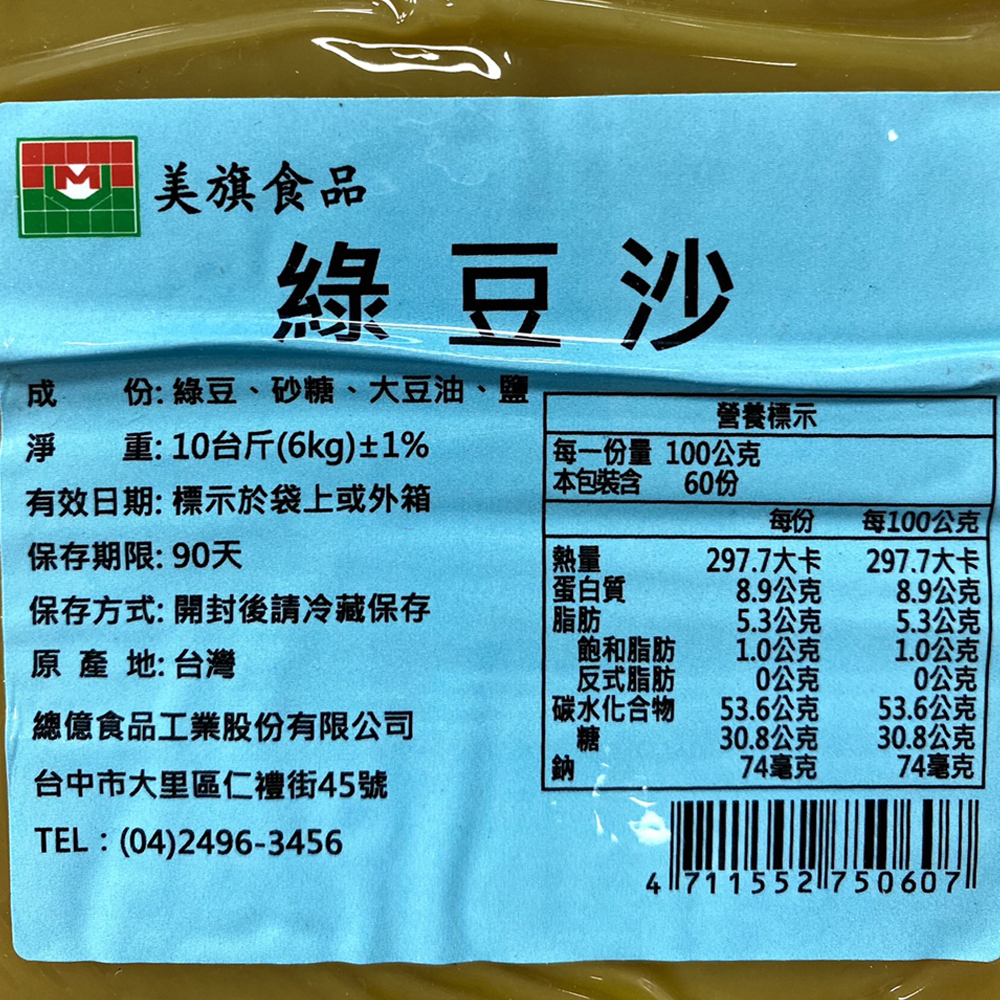 M
美旗食品
綠豆沙
成　　份: 綠豆、砂糖、大豆油、鹽
淨　　重: 10台斤(6kg)±1%
有效日期: 標示於袋上或外箱
保存期限: 90天
保存方式: 開封後請冷藏保存
原 產 地: 台灣
總億食品工業股份有限公司
台中市大里區仁禮街45號
TEL：(04)2496-3456
營養標示
每一份量 100公克
本包裝含 60份
每份 每100公克
熱量 297.7大卡 297.7大卡
蛋白質 8.9公克 8.9公克
脂肪 5.3公克 5.3公克
飽和脂肪 1.0公克 1.0公克
反式脂肪 0公克 0公克
碳水化合物 53.6公克 53.6公克
糖 30.8公克 30.8公克
鈉 74毫克 74毫克
4 711552 750607